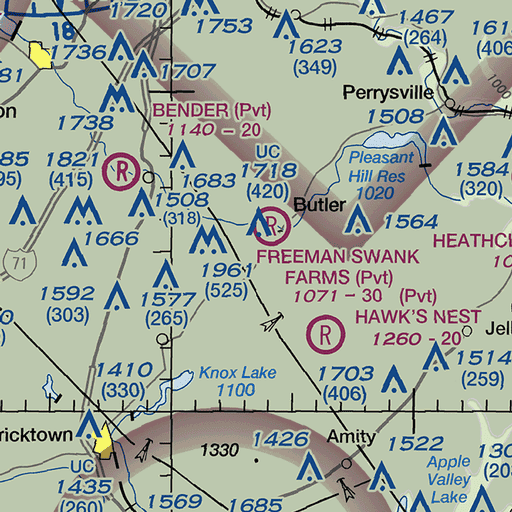 1720
1753
1467
(264)
18
1736
1623
(349)
1707
Perrysville
1000
1738
BENDER (Pvt)
1140 - 20
1508
UC
Pleasant
Hill Res
1020
1821
(415)
R
1683
1718
(420)
1584
(320)
1508
(318)
Butler
R
1564
1666
71
FREEMAN SWANK
FARMS (Pvt)
1071 - 30
1961
(525)
(Pvt)
HAWK'S NEST
1260 - 20
1592
(303)
1577
(265)
R
1514
(259)
1410
(330)
Knox Lake
1100
1703
(406)
1330
1426
Amity
1522
UC
1435
(260)
Apple
Valley
Lake
1569
1685